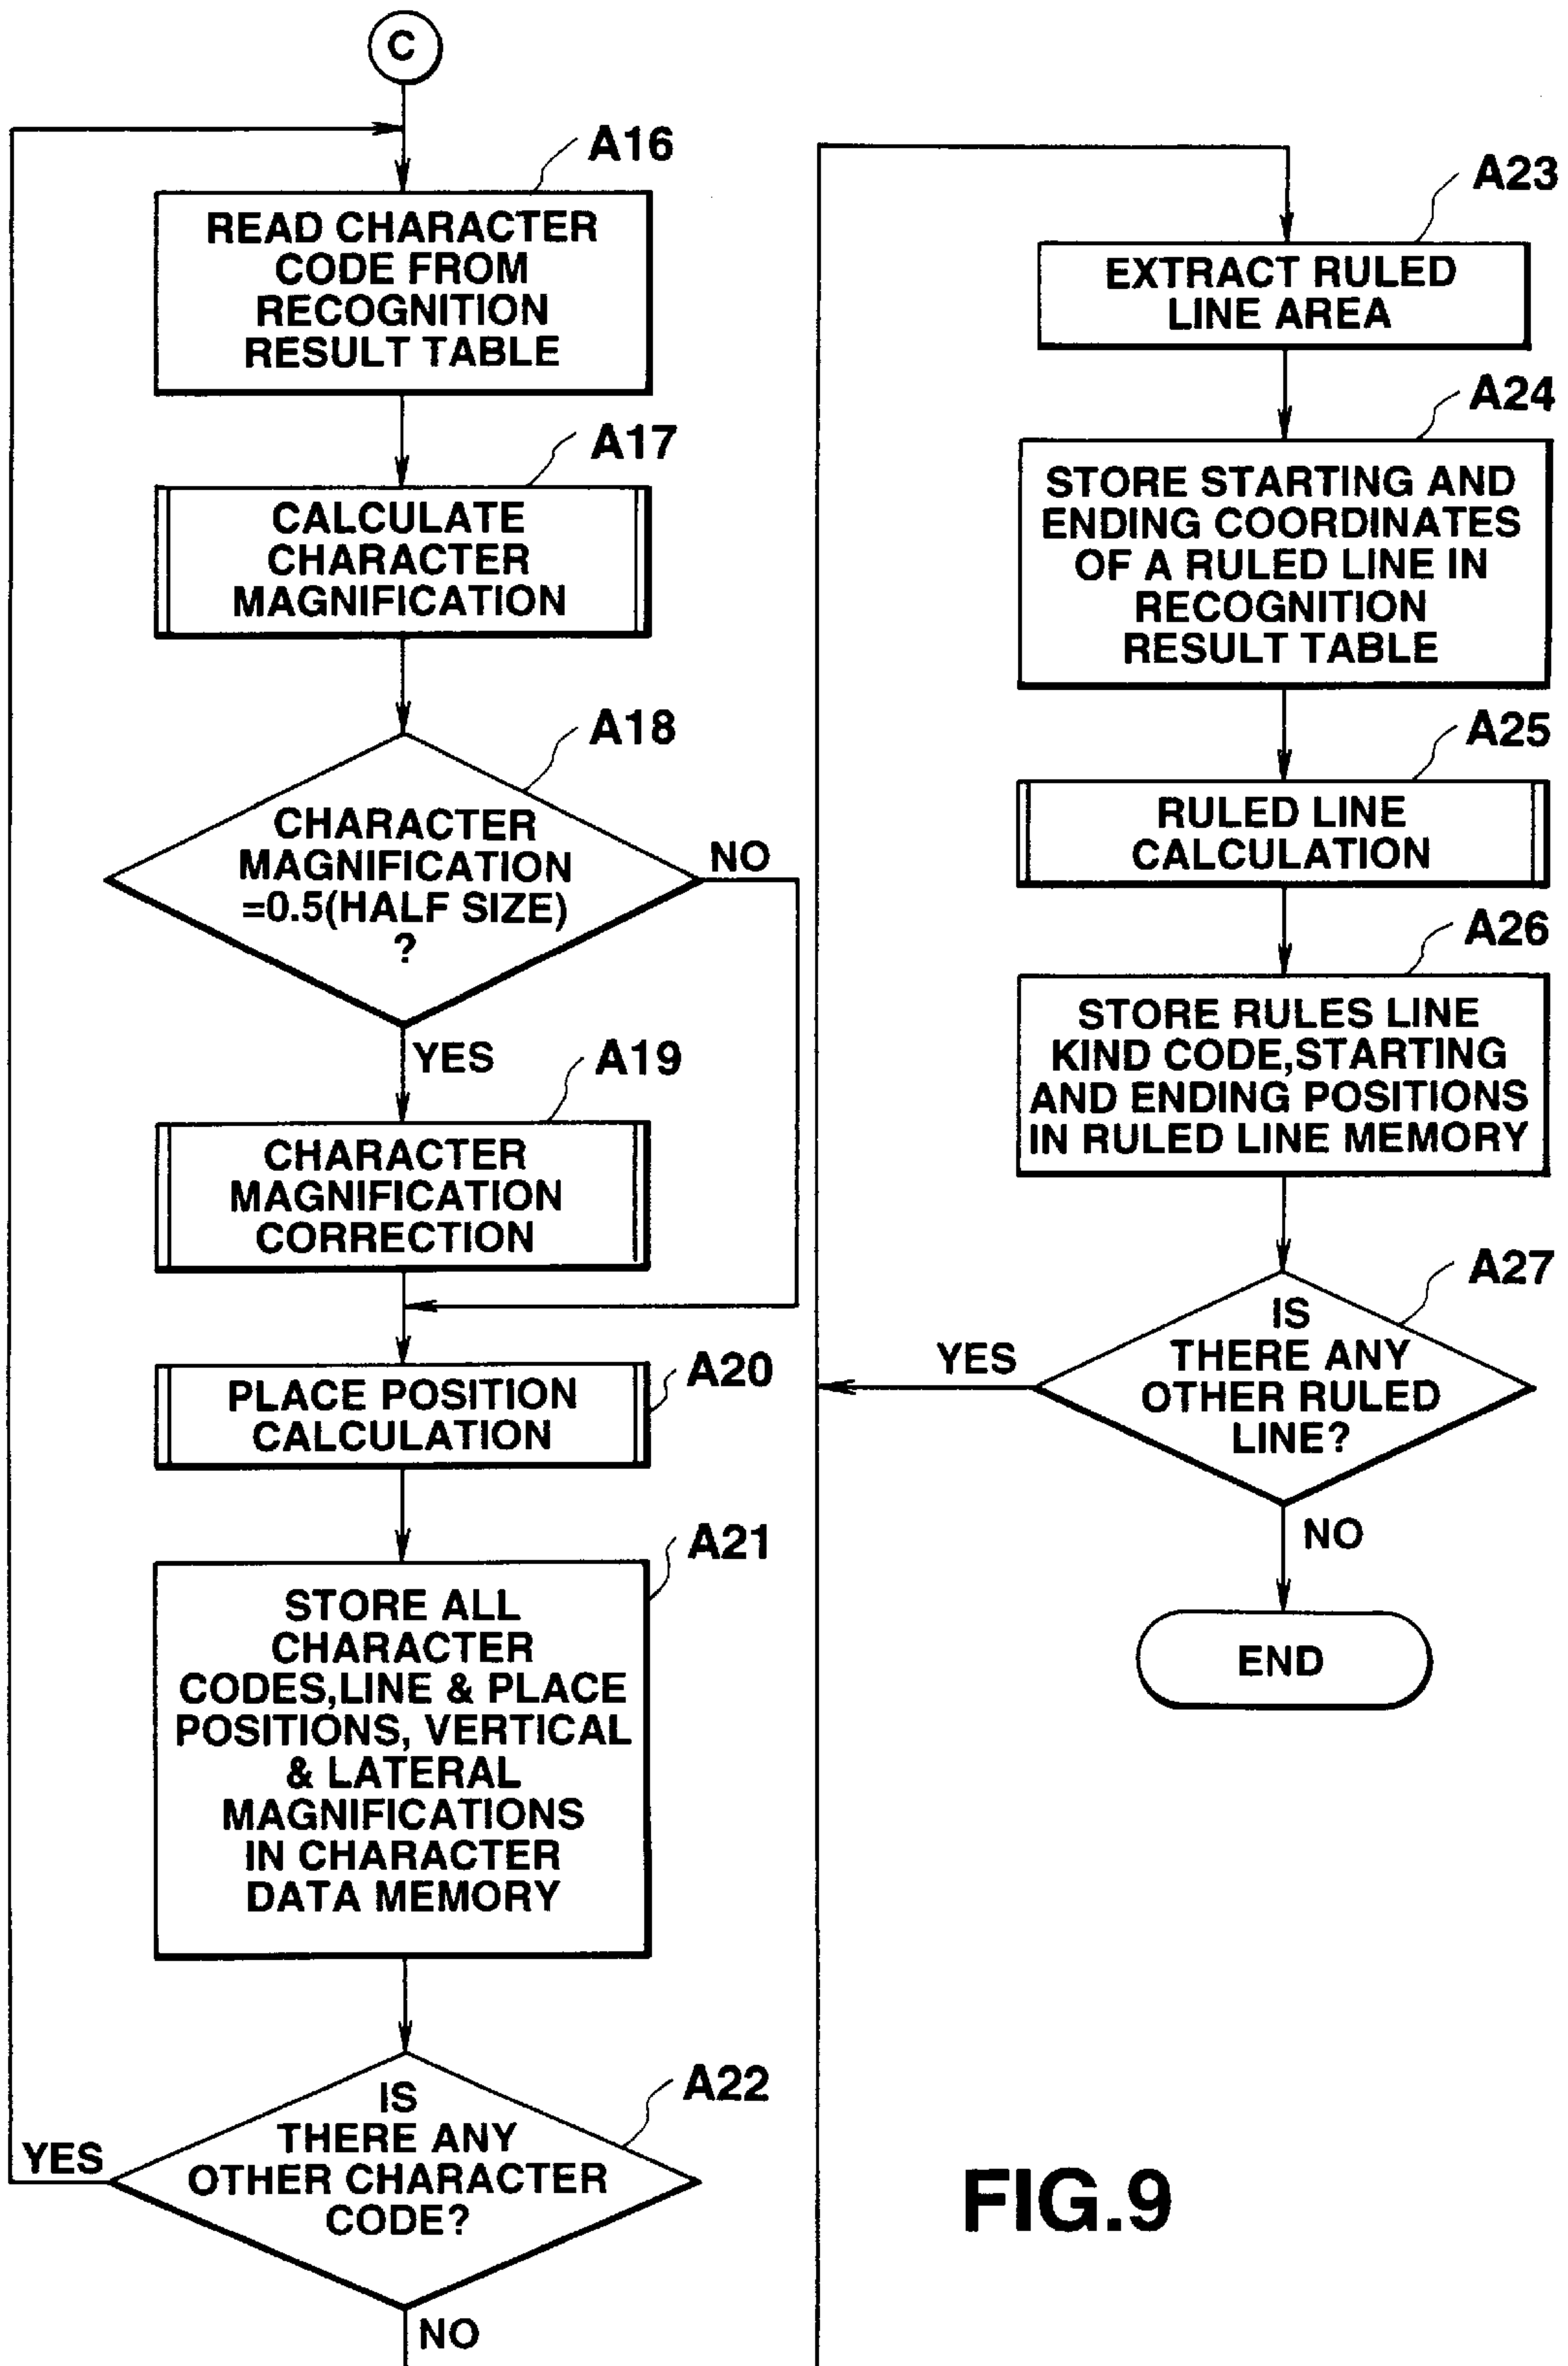 C
A16
READ CHARACTER
CODE FROM
RECOGNITION
RESULT TABLE
A17
CALCULATE
CHARACTER
MAGNIFICATION
A18
CHARACTER
MAGNIFICATION
=0.5(HALF SIZE)
?
NO
YES
A19
CHARACTER
MAGNIFICATION
CORRECTION
A20
PLACE POSITION
CALCULATION
A21
STORE ALL
CHARACTER
CODES,LINE & PLACE
POSITIONS, VERTICAL
& LATERAL
MAGNIFICATIONS
IN CHARACTER
DATA MEMORY
A22
IS
THERE ANY
OTHER CHARACTER
CODE?
YES
NO
A23
EXTRACT RULED
LINE AREA
A24
STORE STARTING AND
ENDING COORDINATES
OF A RULED LINE IN
RECOGNITION
RESULT TABLE
A25
RULED LINE
CALCULATION
A26
STORE RULES LINE
KIND CODE,STARTING
AND ENDING POSITIONS
IN RULED LINE MEMORY
A27
IS
THERE ANY
OTHER RULED
LINE?
YES
NO
END
FIG.9